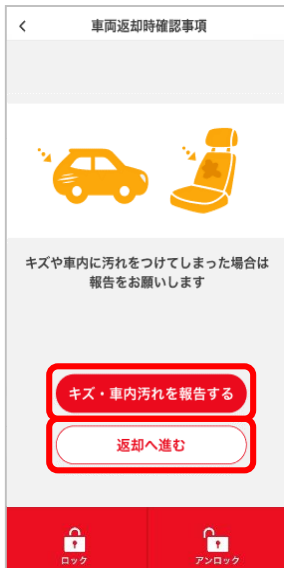 車両返却時確認事項
キズや車内に汚れをつけてしまった場合は
報告をお願いします
キズ・車内汚れを報告する
返却へ進む
ロック
アンロック